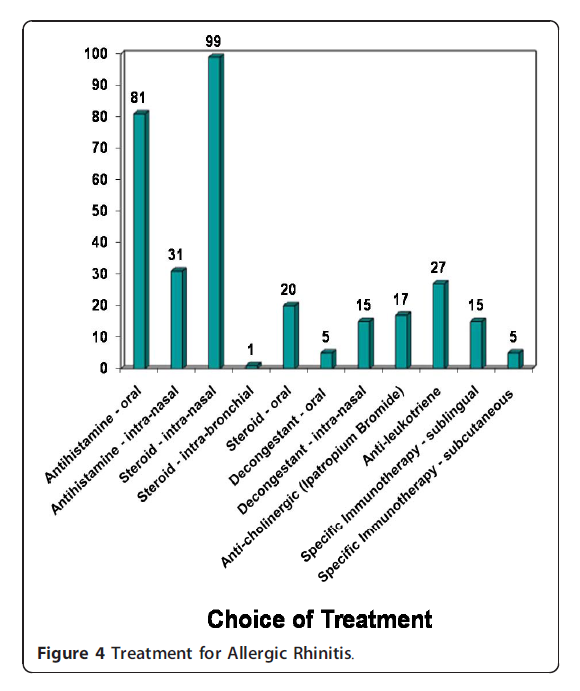 100
90
80
70
60
50
40
30
20
10
0
81
31
99
1
20
5
15
17
27
15
5
Antihistamine - oral
Antihistamine - intra-nasal
Steroid - intra-nasal
Steroid - intra-bronchial
Steroid - oral
Decongestant - oral
Decongestant - intra-nasal
Anti-cholinergic (Ipatropium Bromide)
Anti-leukotriene
Specific Immunotherapy - sublingual
Specific Immunotherapy - subcutaneous
Choice of Treatment
Figure 4 Treatment for Allergic Rhinitis.